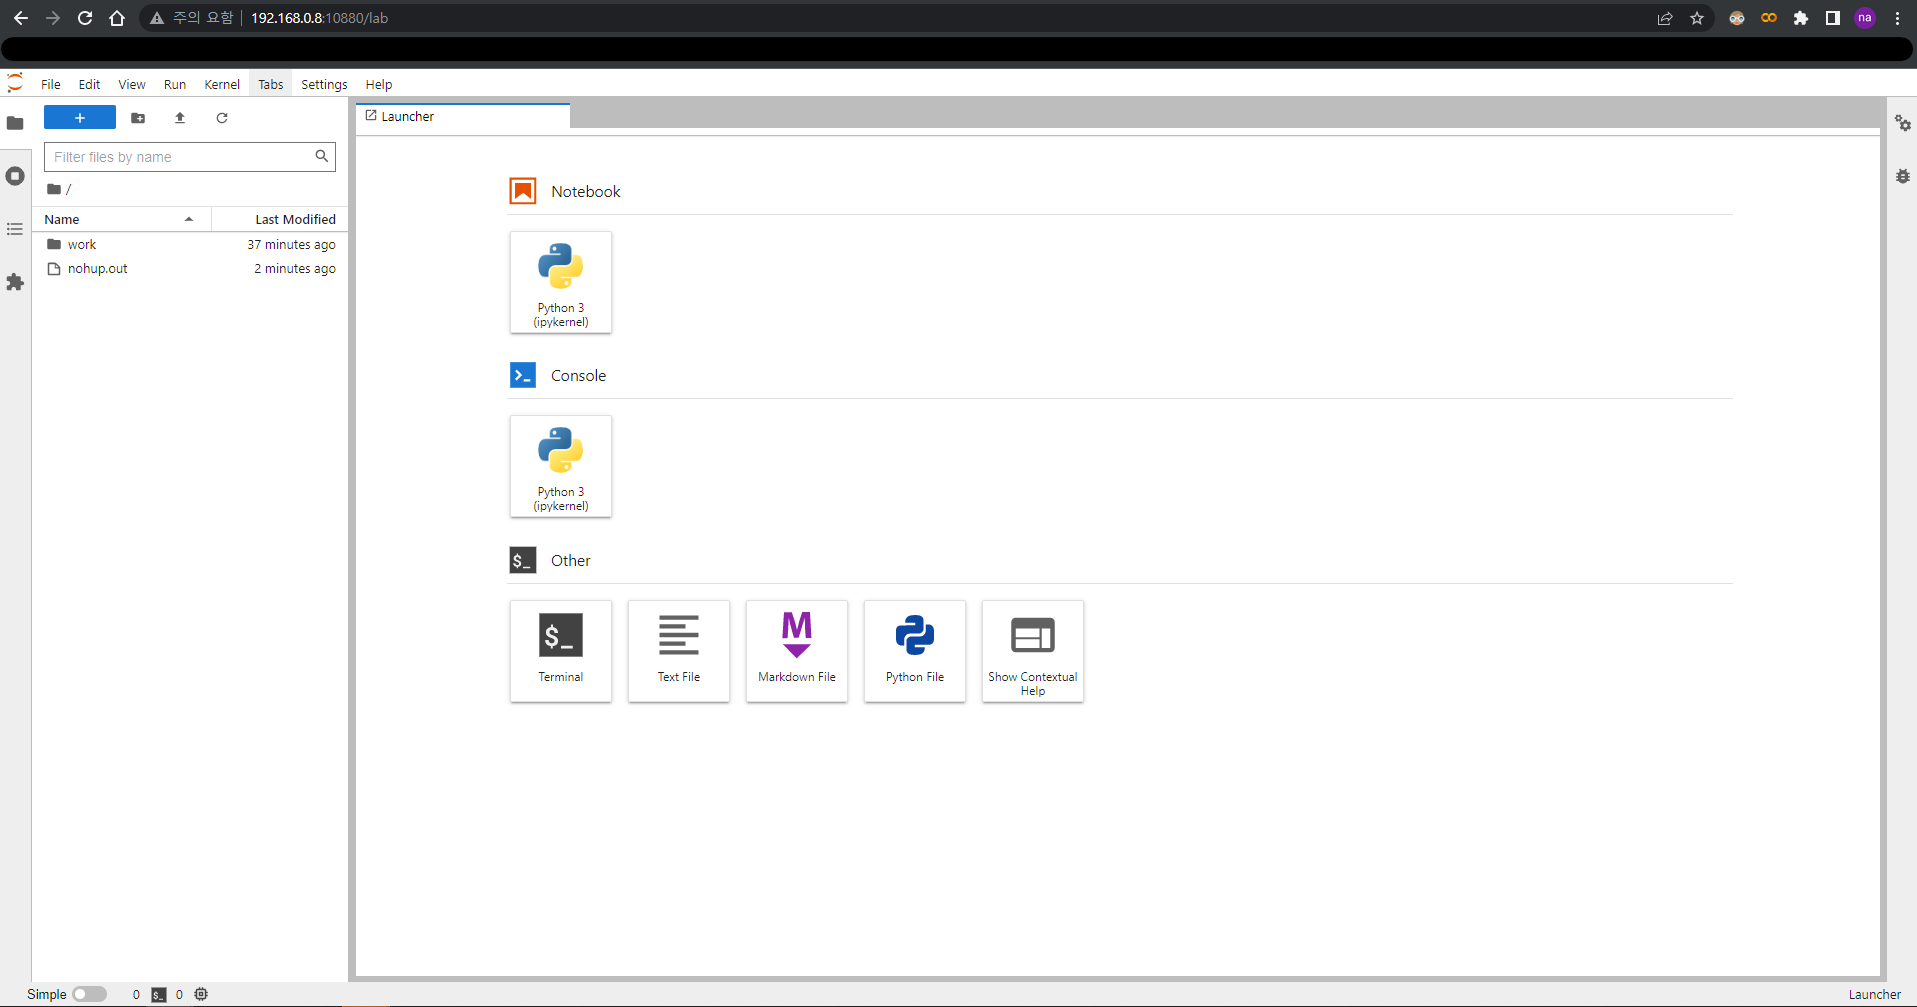 주의 요함 192.168.0.8:10880/lab na
File Edit View Run Kernel Tabs Settings Help
+
Filter files by name
/
Name Last Modified
work 37 minutes ago
nohup.out 2 minutes ago
Launcher
Notebook
Python 3
(ipykernel)
Console
Python 3
(ipykernel)
$_ Other
$_
Terminal
Text File
M
Markdown File
Python File
Show Contextual
Help
Simple 0 $_ 0 Launcher